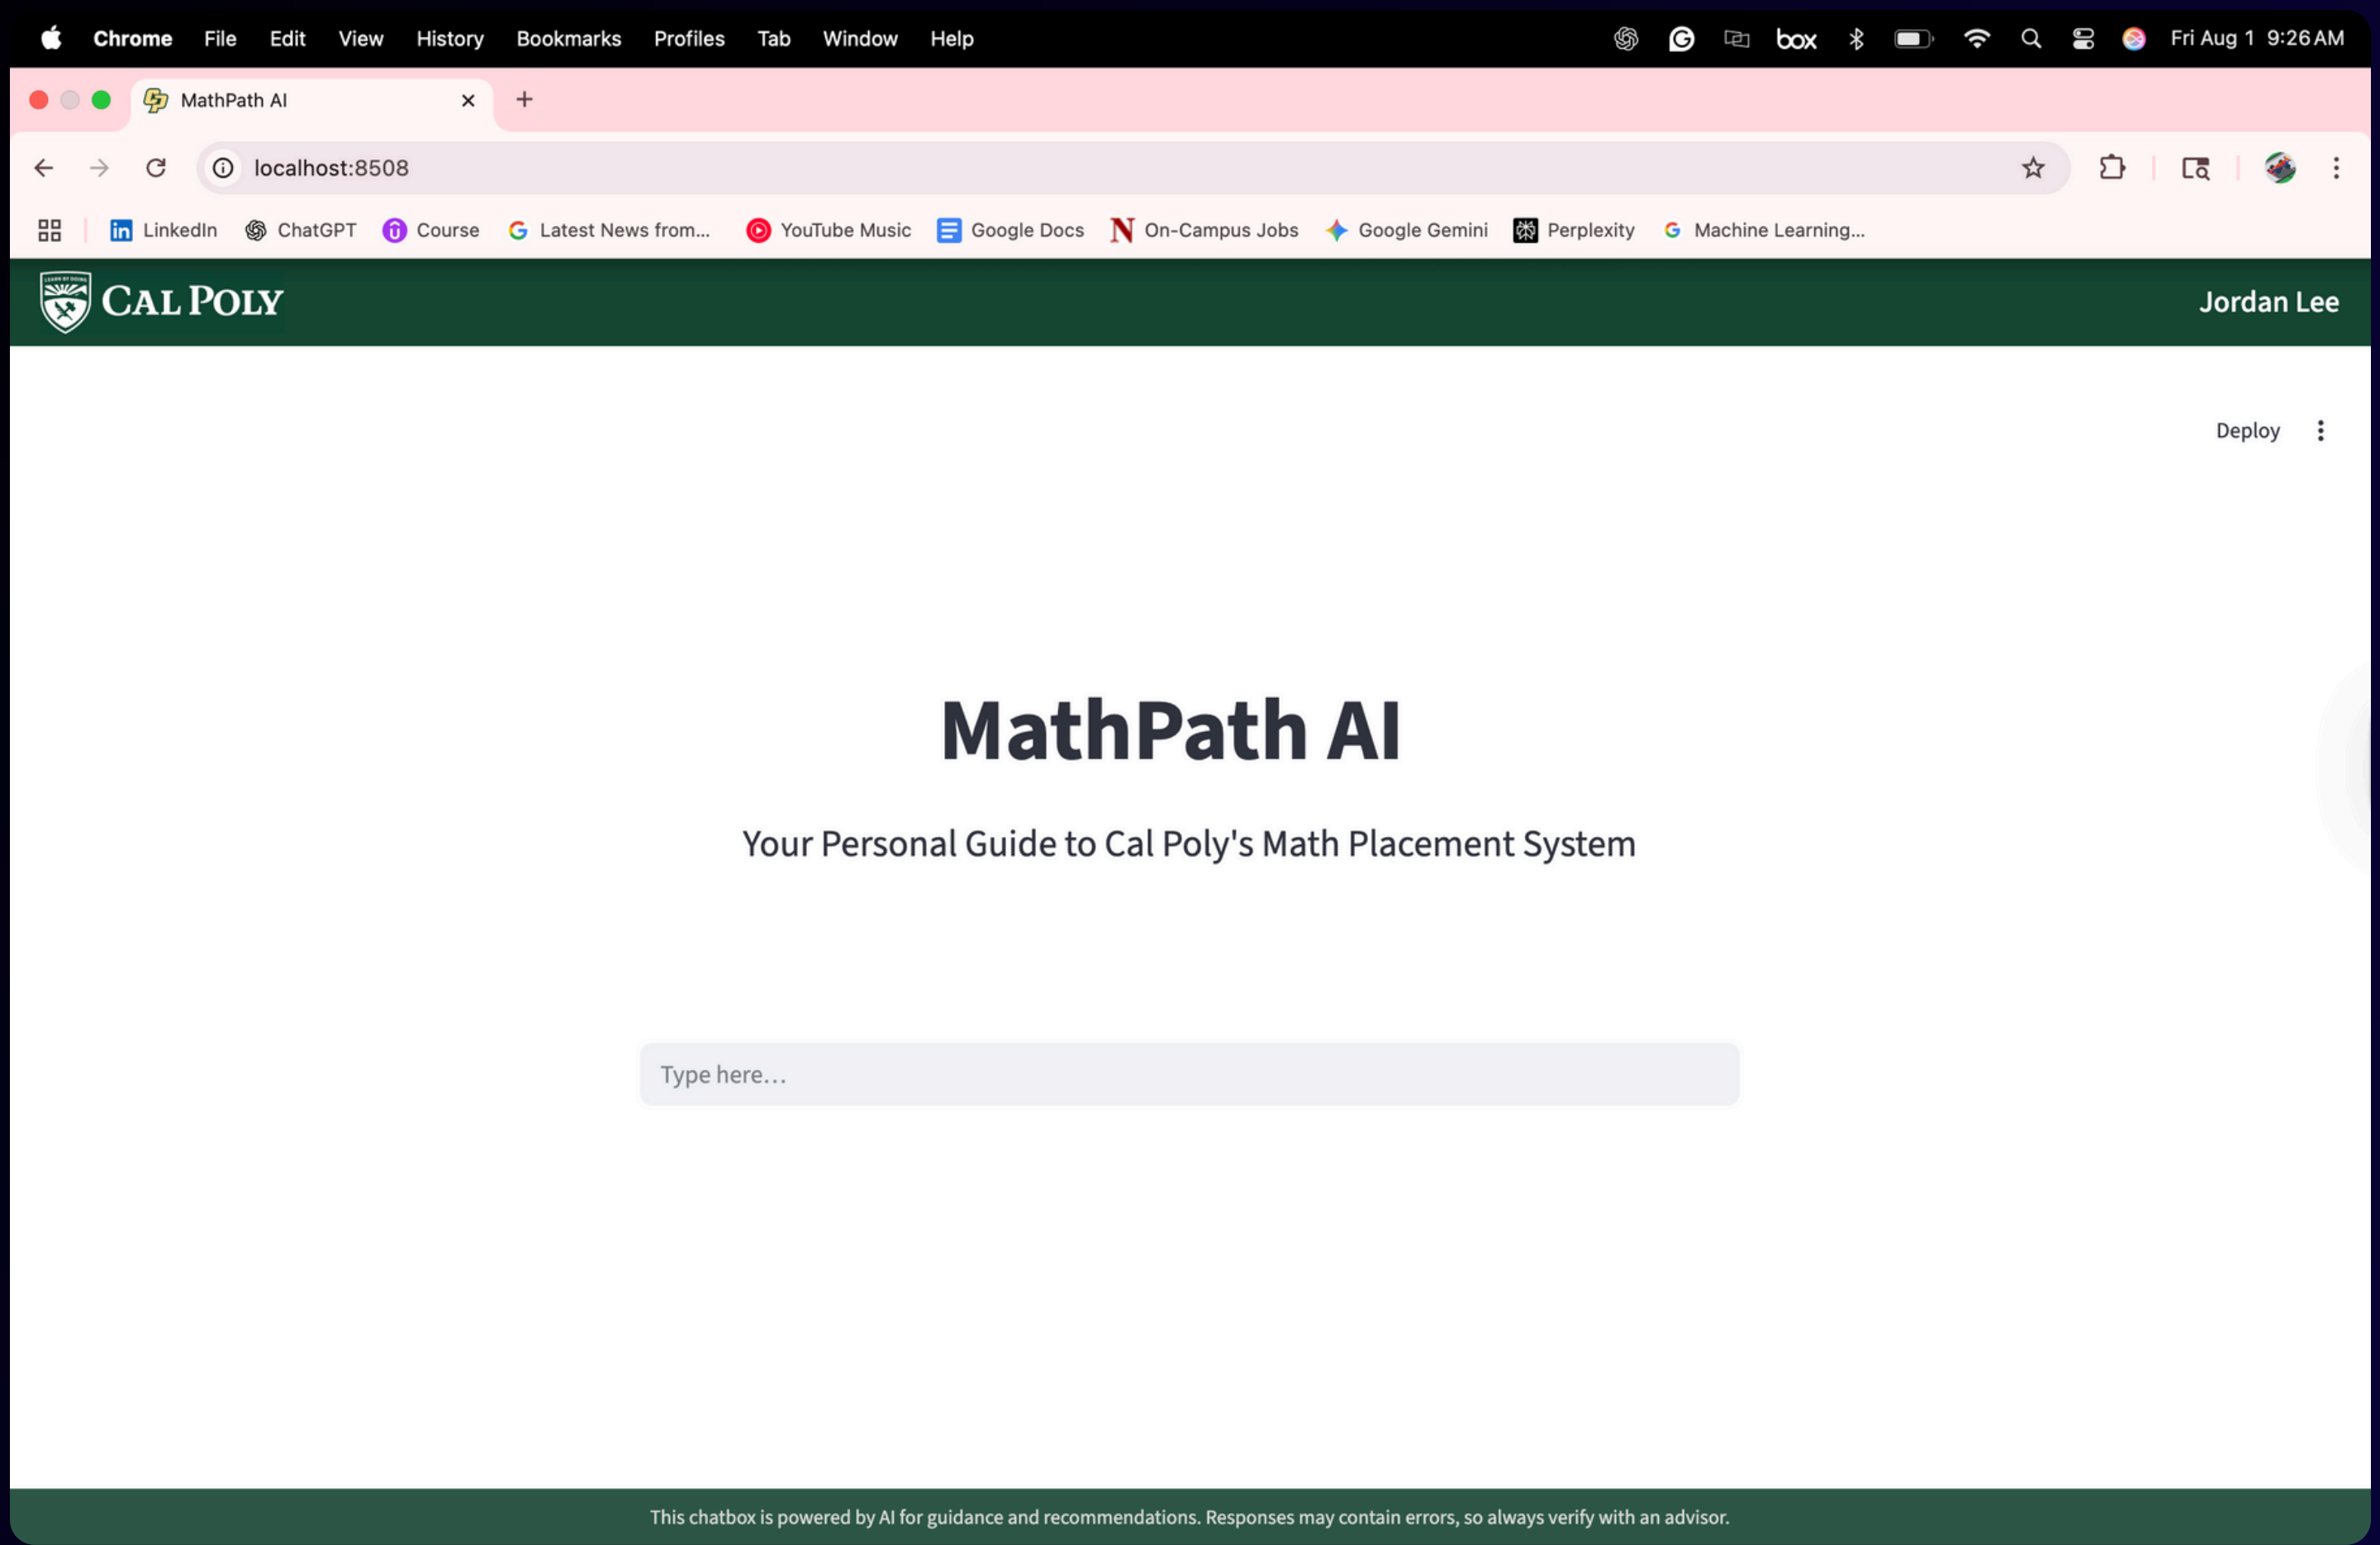 Chrome File Edit View History Bookmarks Profiles Tab Window Help box Fri Aug 1 9:26 AM
MathPath AI
localhost:8508
LinkedIn ChatGPT Course Latest News from... YouTube Music Google Docs On-Campus Jobs Google Gemini Perplexity Machine Learning...
LEARN BY DOING
CAL POLY Jordan Lee
Deploy
MathPath AI
Your Personal Guide to Cal Poly's Math Placement System
Type here...
This chatbox is powered by AI for guidance and recommendations. Responses may contain errors, so always verify with an advisor.